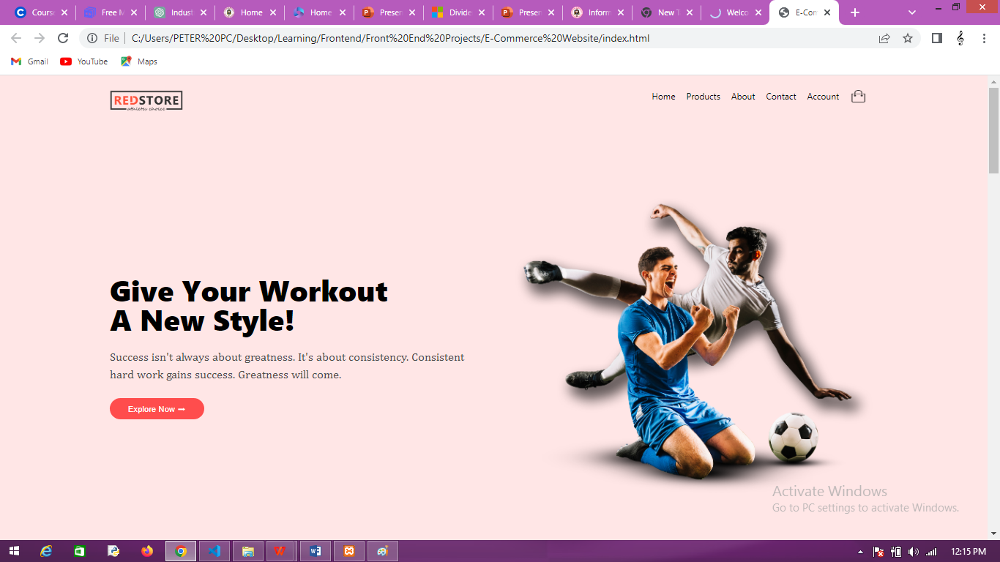 Course
Free M
Indust
Home
Home
Presen
Divide
Presen
Inform
New T
Welco
E-Com
File
C:/Users/PETER%20PC/Desktop/Learning/Frontend/Front%20End%20Projects/E-Commerce%20Website/index.html
Gmail
YouTube
Maps
REDSTORE
athletes choice
Home Products About Contact Account
Give Your Workout
A New Style!
Success isn't always about greatness. It's about consistency. Consistent
hard work gains success. Greatness will come.
Explore Now ➞
Activate Windows
Go to PC settings to activate Windows.
12:15 PM